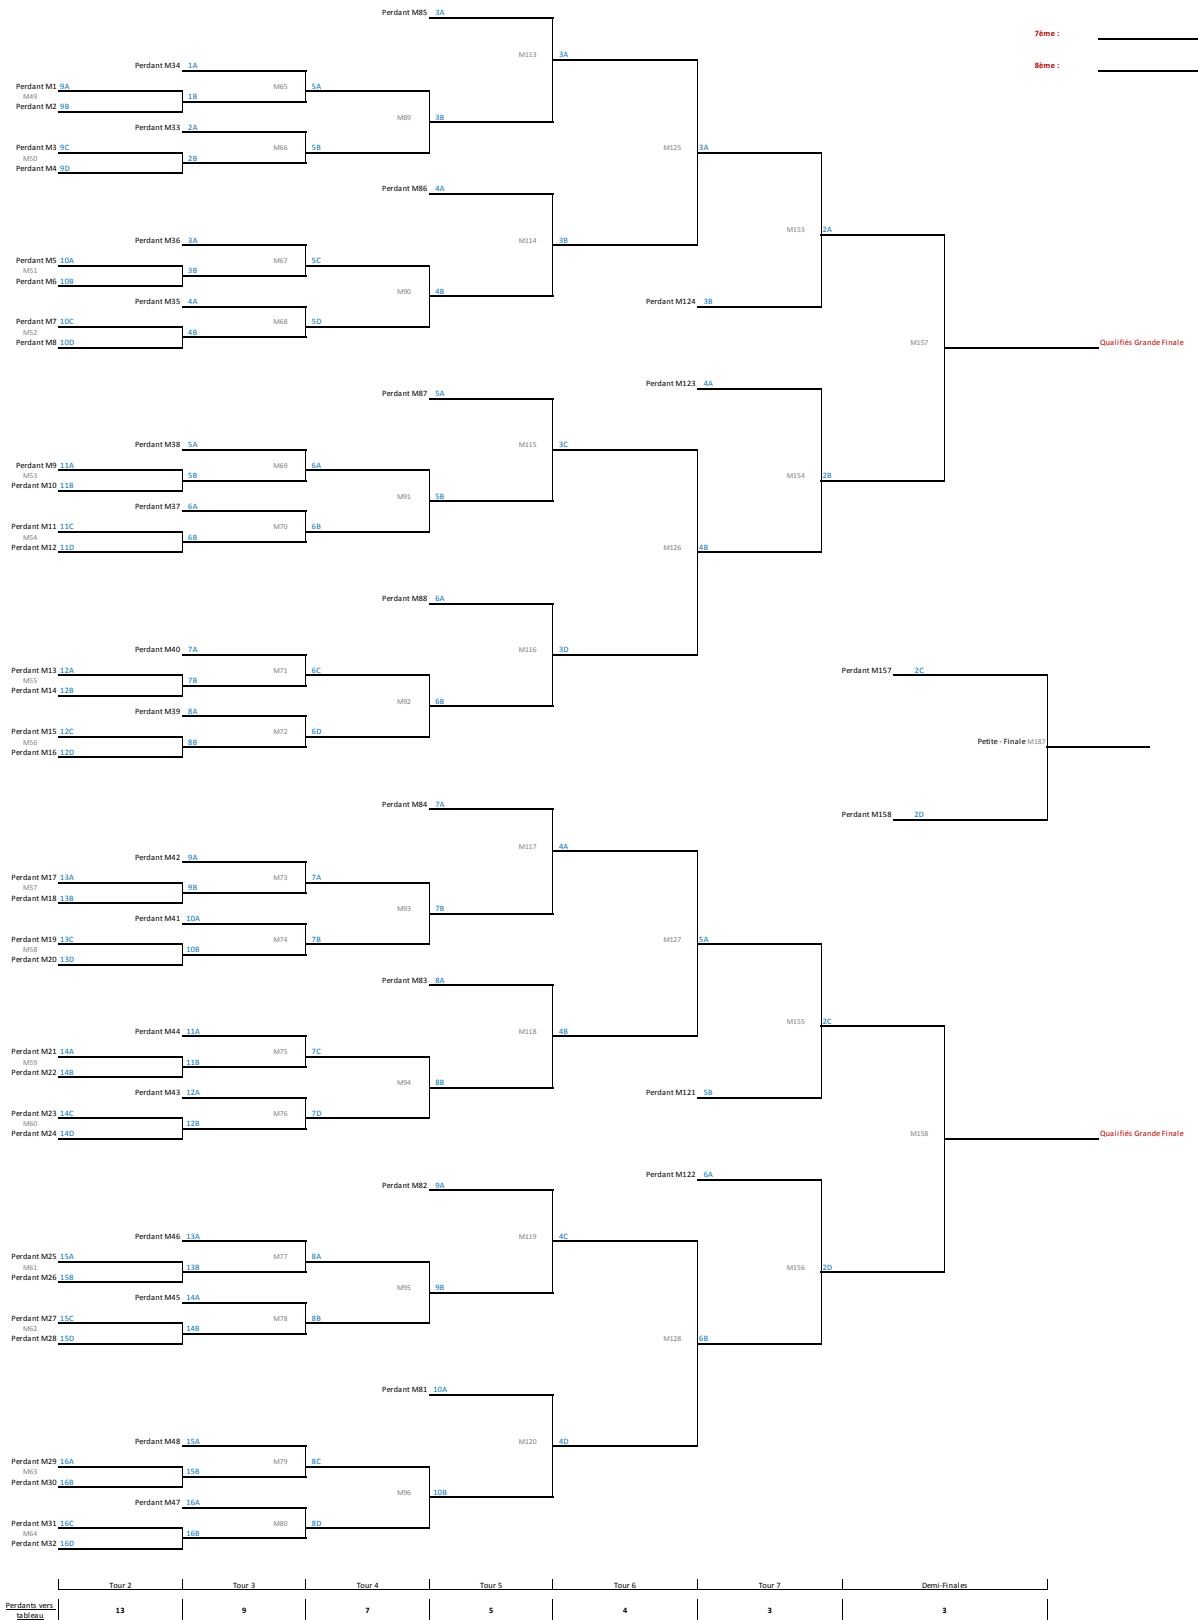 Perdant M85 3A
7ème :
M113 3A
Perdant M34 1A
8ème :
Perdant M1 9A
M65 5A
M49
1B
Perdant M2 9B
M89 3B
Perdant M33 2A
Perdant M3 9C
M66 5B
M125 3A
M50
2B
Perdant M4 9D
Perdant M86 4A
M153 2A
Perdant M36 3A
M114 3B
Perdant M5 10A
M67 5C
M51
3B
Perdant M6 10B
M90 4B
Perdant M35 4A
Perdant M124 3B
Perdant M7 10C
M68 5D
M52
4B
Perdant M8 10D
M157 Qualifiés Grande Finale
Perdant M123 4A
Perdant M87 5A
Perdant M38 5A
M115 3C
Perdant M9 11A
M69 6A
M53
5B
M154 2B
Perdant M10 11B
M91 5B
Perdant M37 6A
Perdant M11 11C
M70 6B
M54
6B
Perdant M12 11D
M126 4B
Perdant M88 6A
Perdant M40 7A
M116 3D
Perdant M13 12A
M71 6C
Perdant M157 2C
M55
7B
Perdant M14 12B
M92 6B
Perdant M39 8A
Perdant M15 12C
M72 6D
M56
8B
Petite - Finale M187
Perdant M16 12D
Perdant M84 7A
Perdant M158 2D
M117 4A
Perdant M42 9A
Perdant M17 13A
M73 7A
M57
9B
Perdant M18 13B
M93 7B
Perdant M41 10A
Perdant M19 13C
M74 7B
M127 5A
M58
10B
Perdant M20 13D
Perdant M83 8A
M155 2C
Perdant M44 11A
M118 4B
Perdant M21 14A
M75 7C
M59
11B
Perdant M22 14B
M94 8B
Perdant M43 12A
Perdant M121 5B
Perdant M23 14C
M76 7D
M60
12B
Perdant M24 14D
M158 Qualifiés Grande Finale
Perdant M122 6A
Perdant M82 9A
Perdant M46 13A
M119 4C
Perdant M25 15A
M77 8A
M61
13B
M156 2D
Perdant M26 15B
M95 9B
Perdant M45 14A
Perdant M27 15C
M78 8B
M62
14B
Perdant M28 15D
M128 6B
Perdant M81 10A
Perdant M48 15A
M120 4D
Perdant M29 16A
M79 8C
M63
15B
Perdant M30 16B
M96 10B
Perdant M47 16A
Perdant M31 16C
M80 8D
M64
16B
Perdant M32 16D
Tour 2 Tour 3 Tour 4 Tour 5 Tour 6 Tour 7 Demi-Finales
Perdants vers
tableau
13 9 7 5 4 3 3